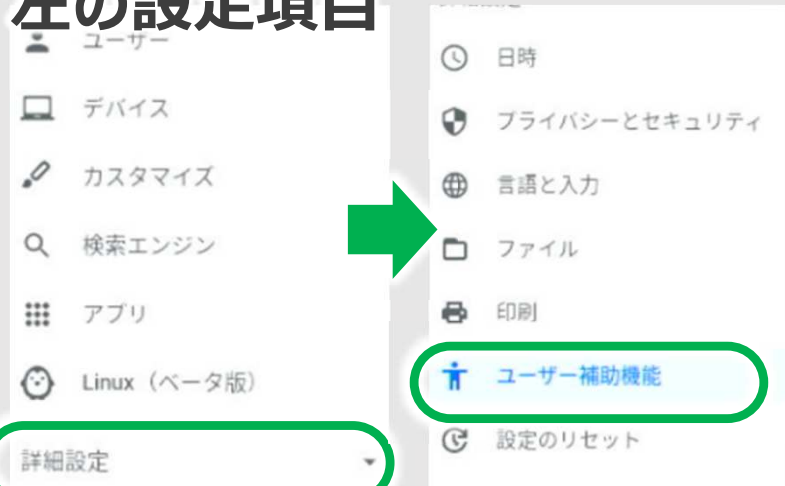 左の設定項目
ユーザー
デバイス
カスタマイズ
検索エンジン
アプリ
Linux（ベータ版）
詳細設定
日時
プライバシーとセキュリティ
言語と入力
ファイル
印刷
ユーザー補助機能
設定のリセット